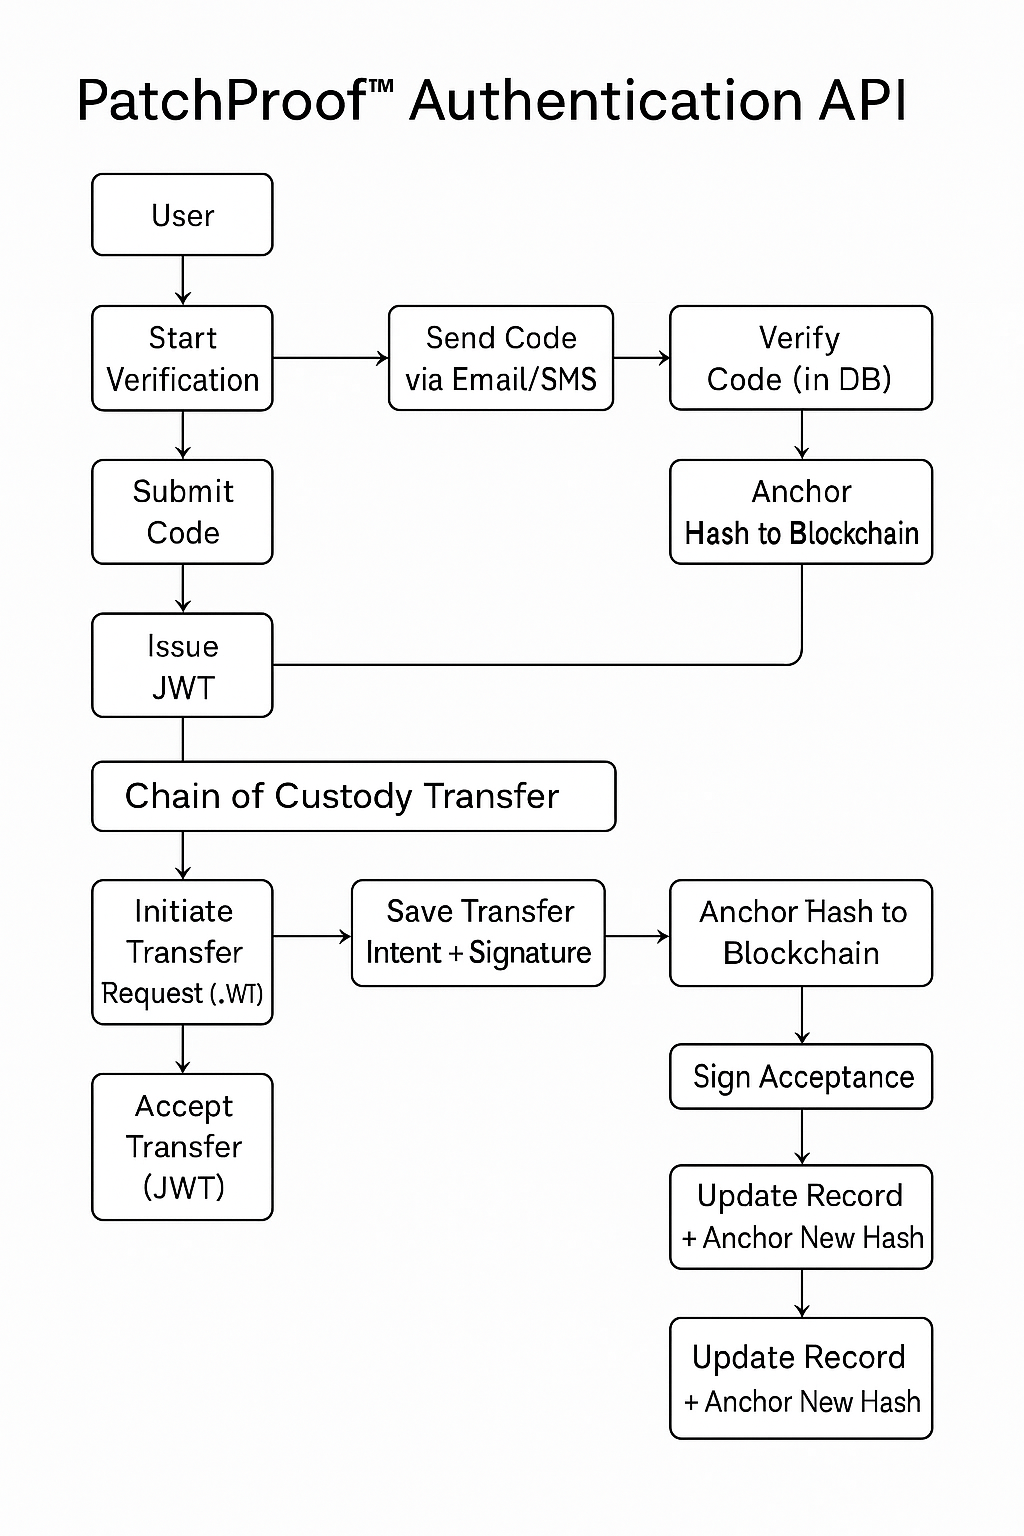 PatchProof™ Authentication API
User
Start
Verification
Send Code
via Email/SMS
Verify
Code (in DB)
Submit
Code
Anchor
Hash to Blockchain
Issue
JWT
Chain of Custody Transfer
Initiate
Transfer
Request (.WT)
Save Transfer
Intent + Signature
Anchor Hash to
Blockchain
Accept
Transfer
(JWT)
Sign Acceptance
Update Record
+ Anchor New Hash
Update Record
+ Anchor New Hash